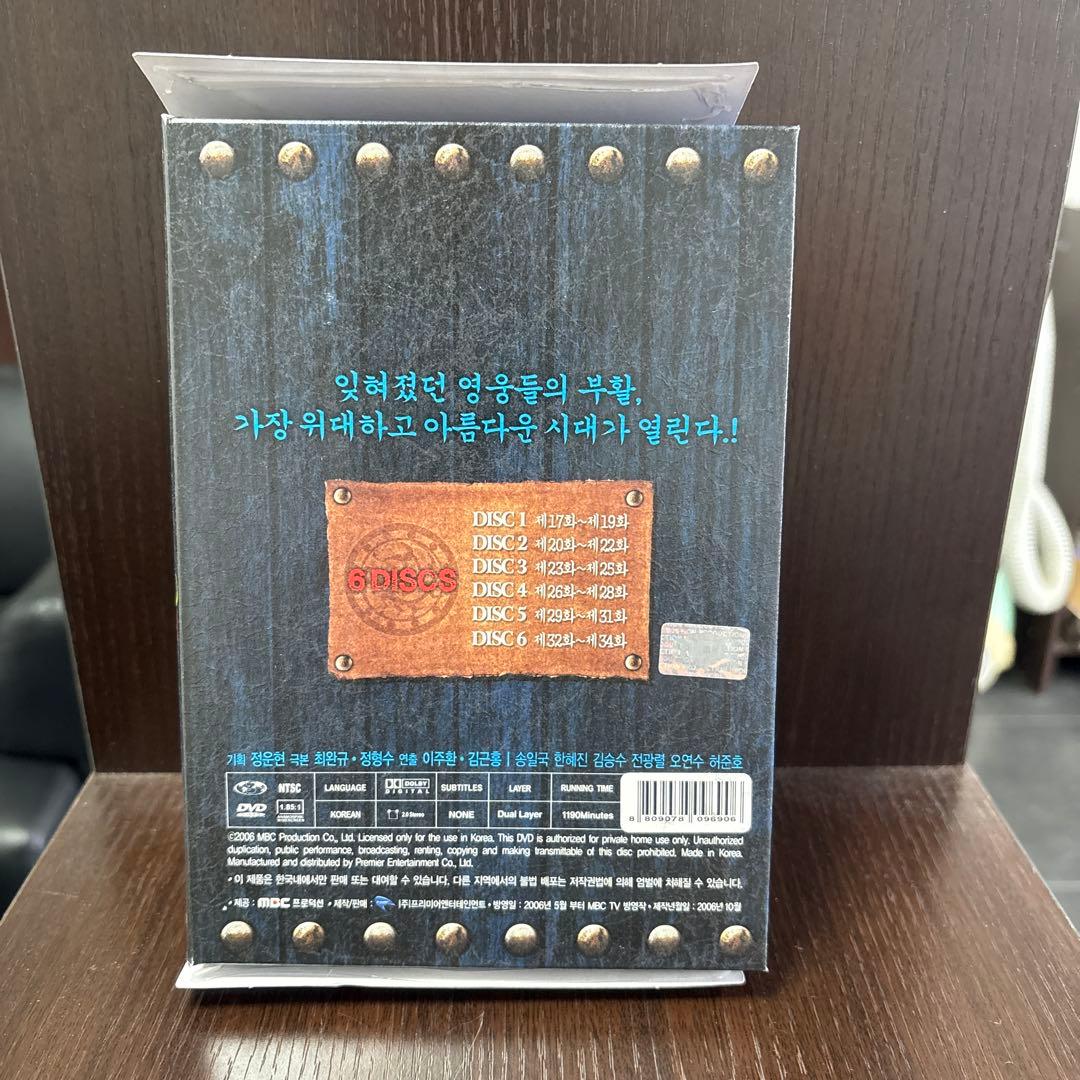 잊혀졌던 영웅들의 부활,
가장 위대하고 아름다운 시대가 열린다.!
6 DISCS
DISC 1 제17화~제19화
DISC 2 제20화~제22화
DISC 3 제23화~제25화
DISC 4 제26화~제28화
DISC 5 제29화~제31화
DISC 6 제32화~제34화
기획 정운현 극본 최완규·정형수 연출 이주환·김근홍 | 송일국 한혜진 김승수 전광렬 오연수 허준호
NTSC LANGUAGE DOLBY DIGITAL SUBTITLES LAYER RUNNING TIME
DVD 1.85:1 KOREAN 2.0 Stereo NONE Dual Layer 1190Minutes
8 809078 096906
©2006 MBC Production Co., Ltd. Licensed only for the use in Korea. This DVD is authorized for private home use only. Unauthorized
duplication, public performance, broadcasting, renting, copying and making transmittable of this disc prohibited. Made in Korea.
Manufactured and distributed by Premier Entertainment Co., Ltd.
• 이 제품은 한국내에서만 판매 또는 대여할 수 있습니다. 다른 지역에서의 불법 배포는 저작권법에 의해 엄벌에 처해질 수 있습니다.
• 제공 : MBC 프로덕션 • 제작/판매 : (주)프리미어엔터테인먼트 • 방영일 : 2006년 5월 부터 MBC TV 방영작 • 제작년월일 : 2006년 10월